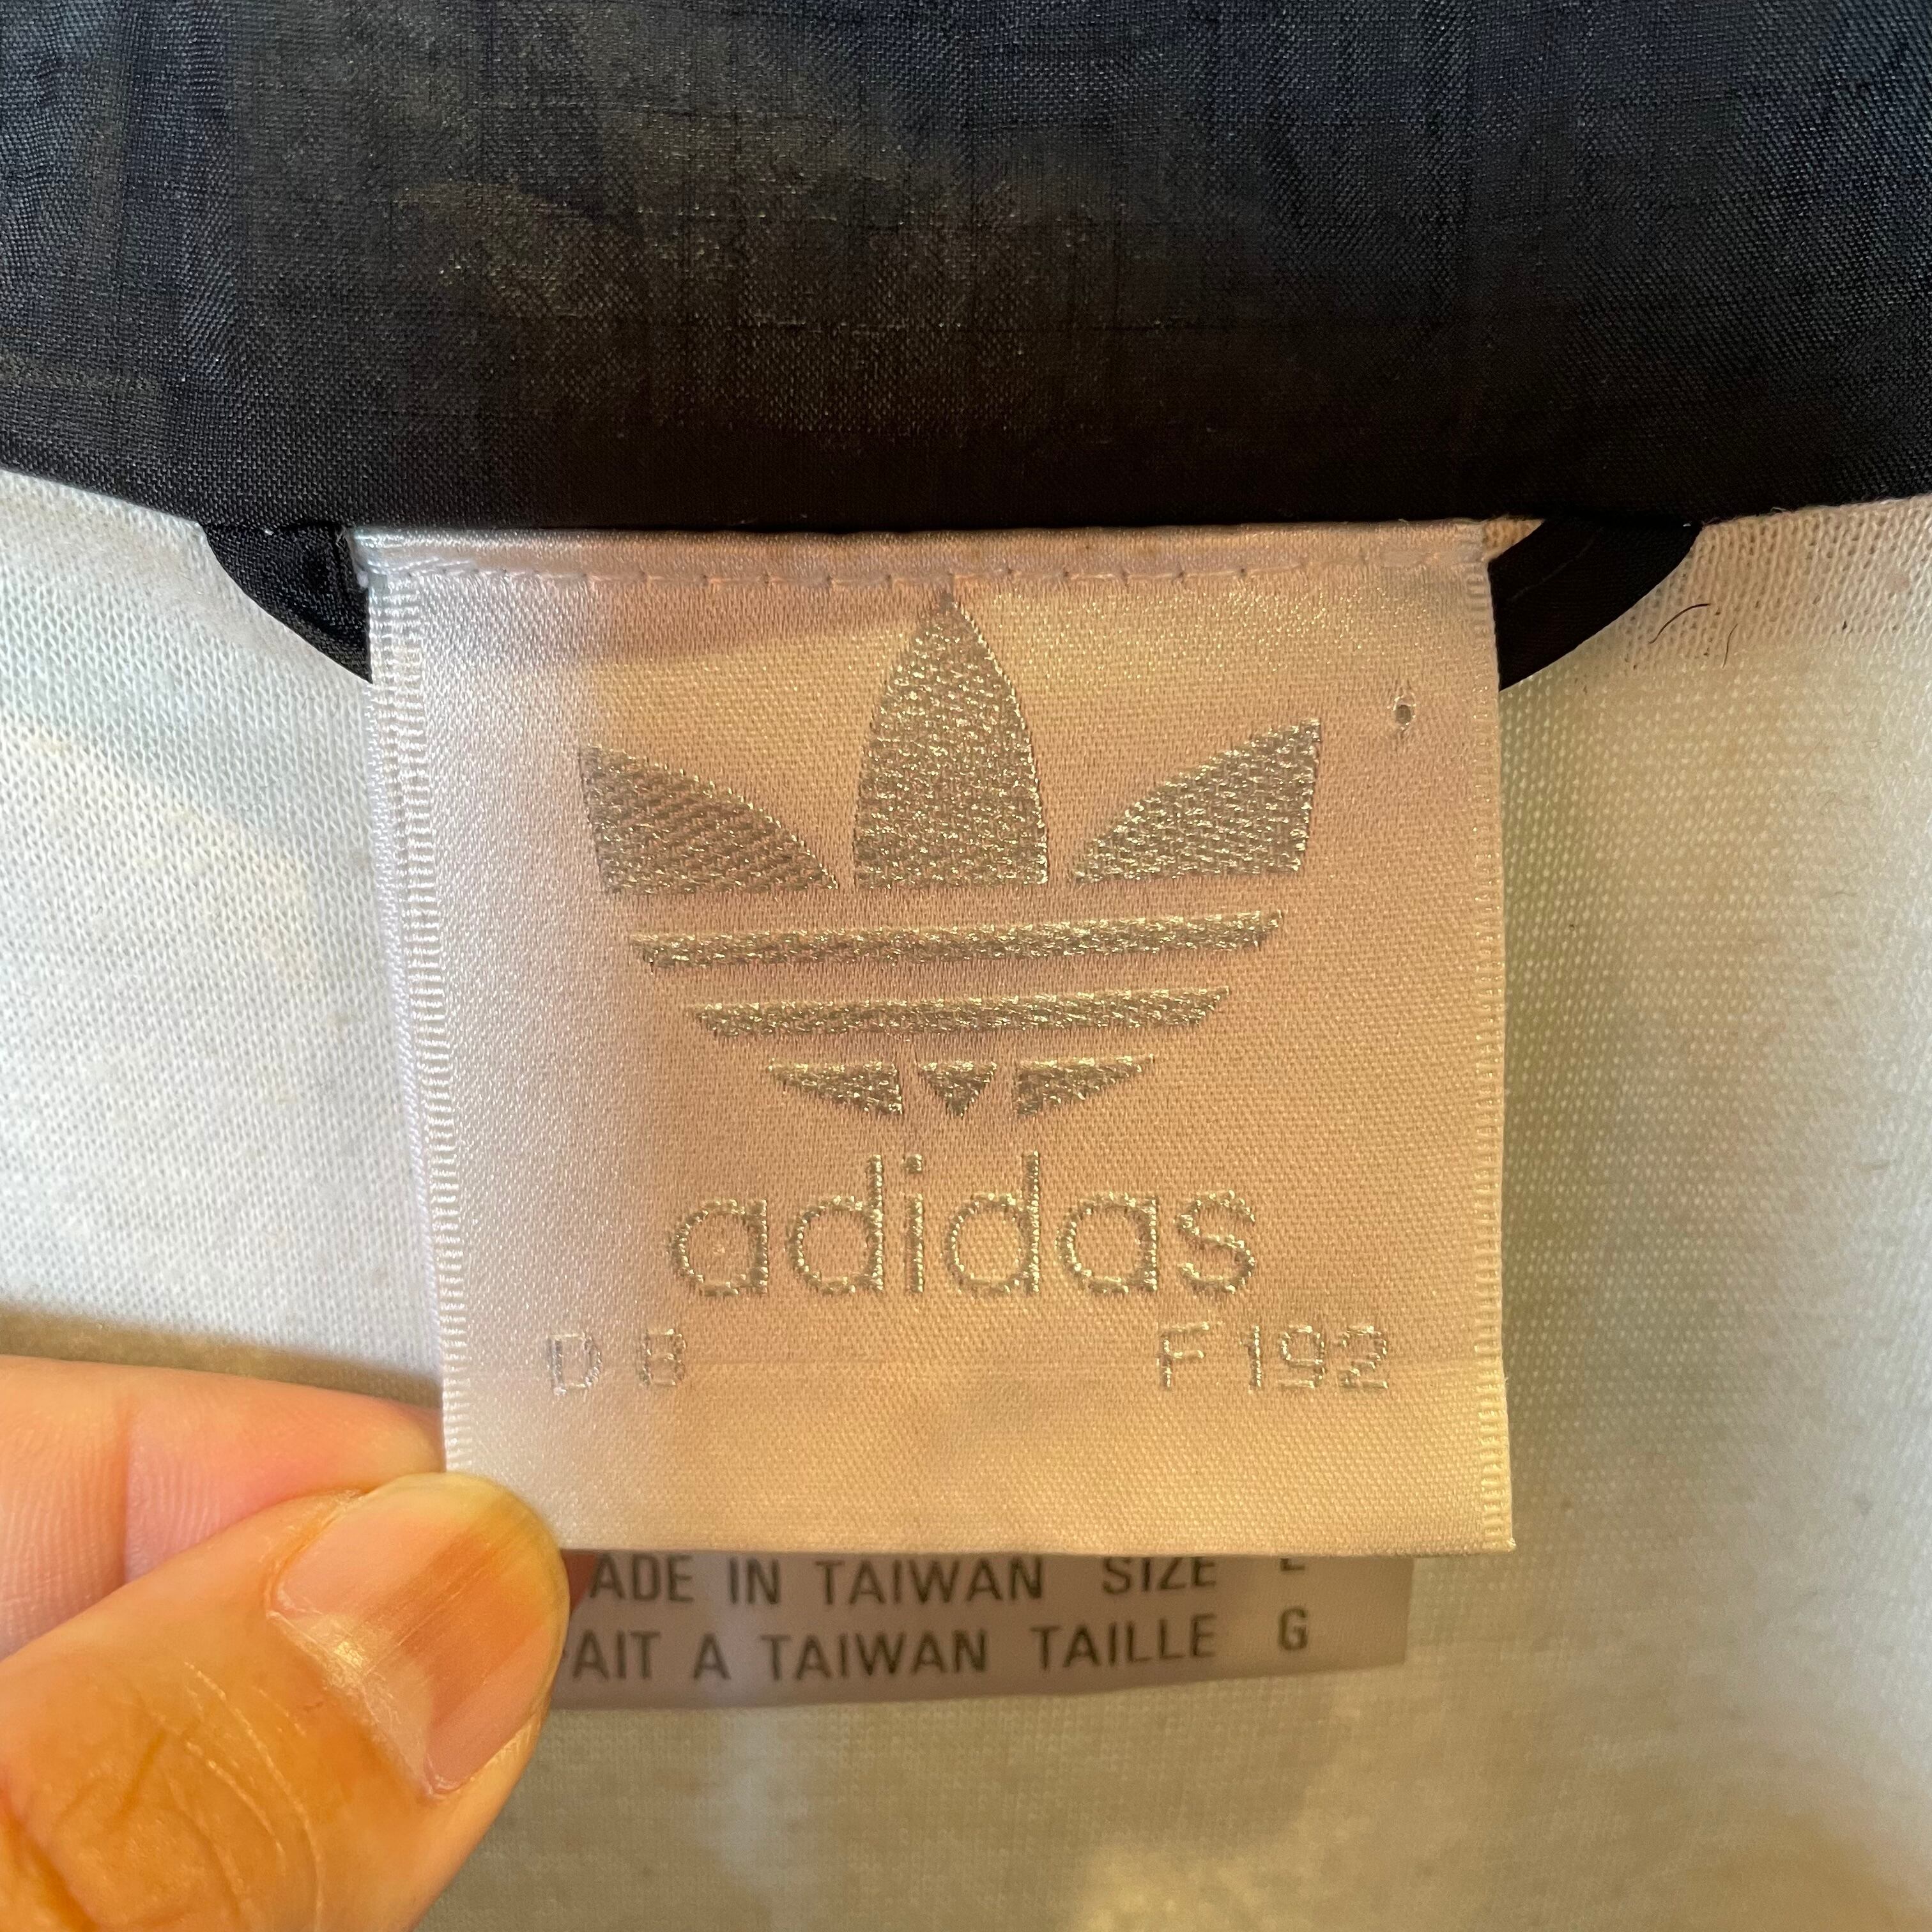 adidas
D 8 F 192
ADE IN TAIWAN SIZE L
AIT A TAIWAN TAILLE G